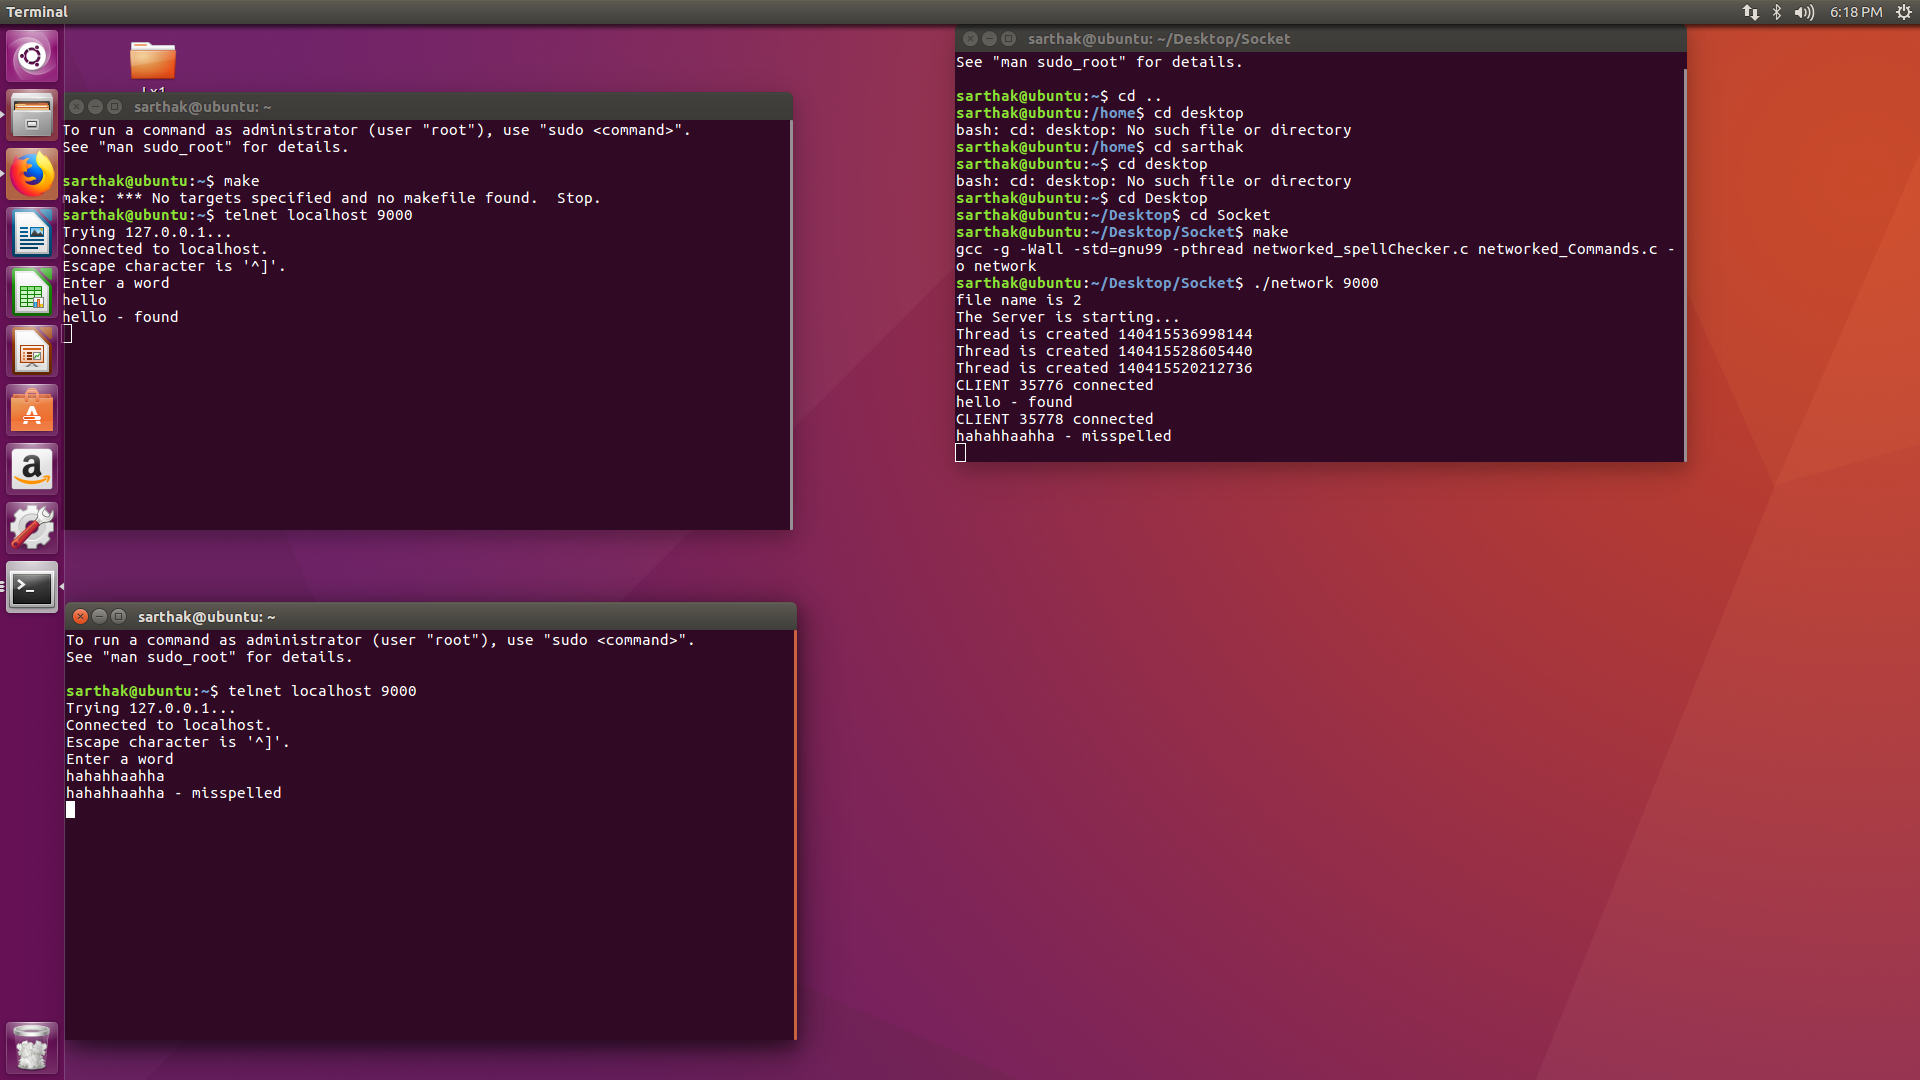 Terminal
6:18 PM
sarthak@ubuntu: ~
To run a command as administrator (user "root"), use "sudo <command>".
See "man sudo_root" for details.
sarthak@ubuntu:~$ make
make: *** No targets specified and no makefile found.  Stop.
sarthak@ubuntu:~$ telnet localhost 9000
Trying 127.0.0.1...
Connected to localhost.
Escape character is '^]'.
Enter a word
hello
hello - found
sarthak@ubuntu: ~/Desktop/Socket
See "man sudo_root" for details.
sarthak@ubuntu:~$ cd ..
sarthak@ubuntu:/home$ cd desktop
bash: cd: desktop: No such file or directory
sarthak@ubuntu:/home$ cd sarthak
sarthak@ubuntu:~$ cd desktop
bash: cd: desktop: No such file or directory
sarthak@ubuntu:~$ cd Desktop
sarthak@ubuntu:~/Desktop$ cd Socket
sarthak@ubuntu:~/Desktop/Socket$ make
gcc -g -Wall -std=gnu99 -pthread networked_spellChecker.c networked_Commands.c -
o network
sarthak@ubuntu:~/Desktop/Socket$ ./network 9000
file name is 2
The Server is starting...
Thread is created 140415536998144
Thread is created 140415528605440
Thread is created 140415520212736
CLIENT 35776 connected
hello - found
CLIENT 35778 connected
hahahhaahha - misspelled
sarthak@ubuntu: ~
To run a command as administrator (user "root"), use "sudo <command>".
See "man sudo_root" for details.
sarthak@ubuntu:~$ telnet localhost 9000
Trying 127.0.0.1...
Connected to localhost.
Escape character is '^]'.
Enter a word
hahahhaahha
hahahhaahha - misspelled